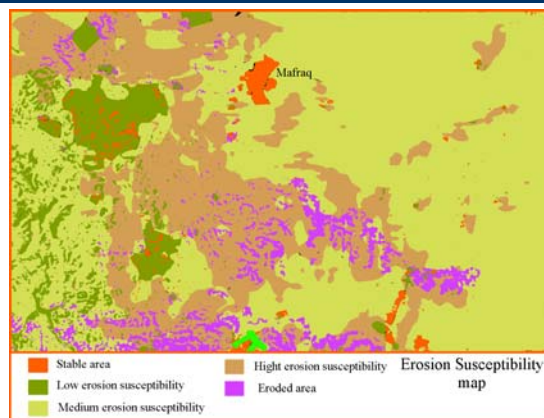 Mafraq
Stable area
Low erosion susceptibility
Medium erosion susceptibility
Hight erosion susceptibility
Eroded area
Erosion Susceptibility
map